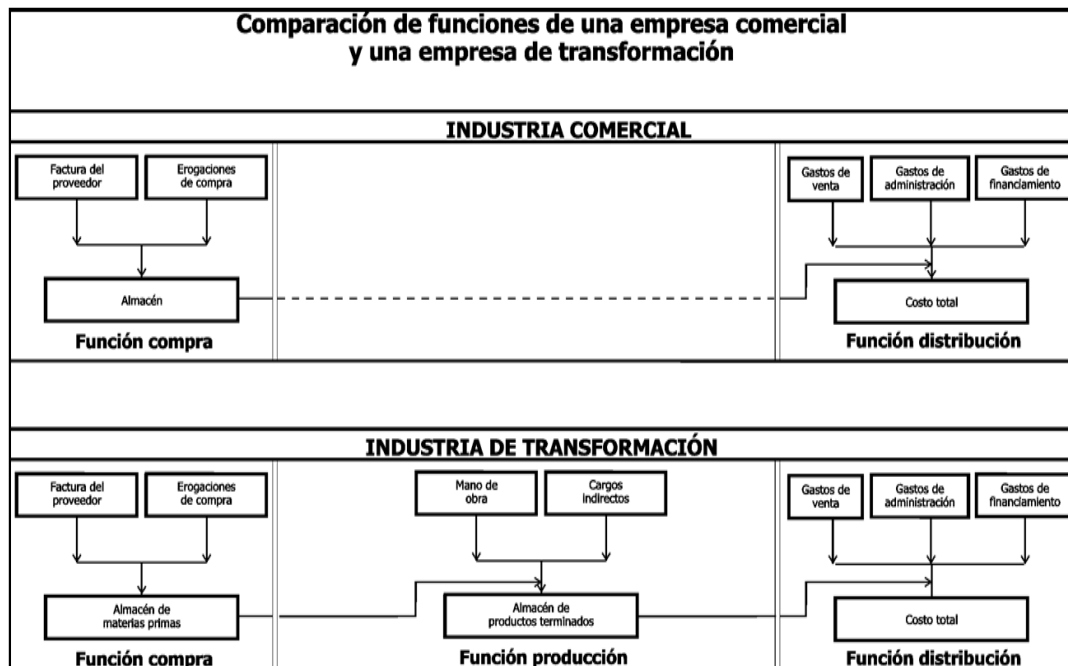 Comparación de funciones de una empresa comercial
y una empresa de transformación
INDUSTRIA COMERCIAL
Factura del
proveedor
Erogaciones
de compra
Gastos de
venta
Gastos de
administración
Gastos de
financiamiento
Almacén
Costo total
Función compra
Función distribución
INDUSTRIA DE TRANSFORMACIÓN
Factura del
proveedor
Erogaciones
de compra
Mano de
obra
Cargos
indirectos
Gastos de
venta
Gastos de
administración
Gastos de
financiamiento
Almacén de
materias primas
Almacén de
productos terminados
Costo total
Función compra
Función producción
Función distribución